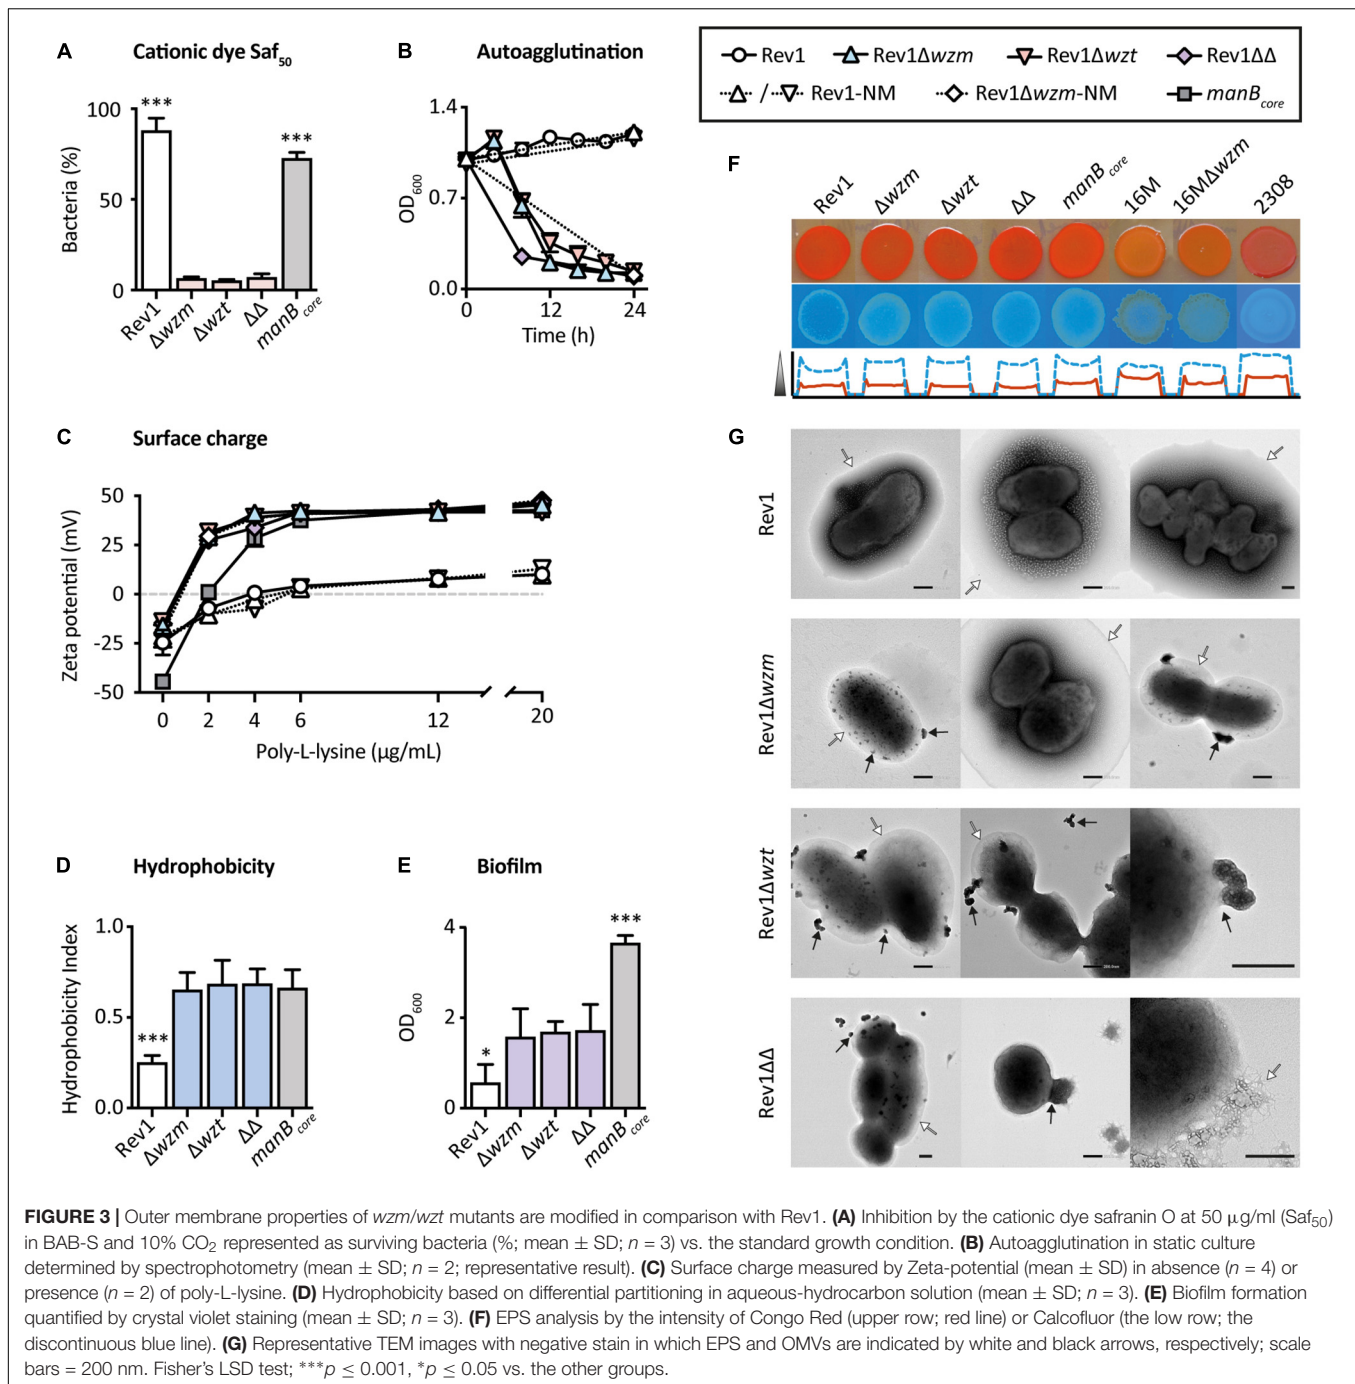 A Cationic dye Saf50
Bacteria (%)
100
50
0
***
***
Rev1
Δwzm
Δwzt
ΔΔ
manBcore
B Autoagglutination
OD600
1.4
0.7
0.0
0 12 24
Time (h)
Rev1 Rev1Δwzm Rev1Δwzt Rev1ΔΔ
/ Rev1-NM Rev1Δwzm-NM manBcore
F
Rev1 Δwzm Δwzt ΔΔ manBcore 16M 16MΔwzm 2308
C Surface charge
Zeta potential (mV)
50
25
0
-25
-50
0 2 4 6 12 20
Poly-L-lysine (µg/mL)
G
Rev1
Rev1Δwzm
Rev1Δwzt
Rev1ΔΔ
D Hydrophobicity
Hydrophobicity Index
1.0
0.5
0.0
***
Rev1
Δwzm
Δwzt
ΔΔ
manBcore
E Biofilm
OD600
4
2
0
*
***
Rev1
Δwzm
Δwzt
ΔΔ
manBcore
FIGURE 3 | Outer membrane properties of wzm/wzt mutants are modified in comparison with Rev1. (A) Inhibition by the cationic dye safranin O at 50 µg/ml (Saf50)
in BAB-S and 10% CO2 represented as surviving bacteria (%; mean ± SD; n = 3) vs. the standard growth condition. (B) Autoagglutination in static culture
determined by spectrophotometry (mean ± SD; n = 2; representative result). (C) Surface charge measured by Zeta-potential (mean ± SD) in absence (n = 4) or
presence (n = 2) of poly-L-lysine. (D) Hydrophobicity based on differential partitioning in aqueous-hydrocarbon solution (mean ± SD; n = 3). (E) Biofilm formation
quantified by crystal violet staining (mean ± SD; n = 3). (F) EPS analysis by the intensity of Congo Red (upper row; red line) or Calcofluor (the low row; the
discontinuous blue line). (G) Representative TEM images with negative stain in which EPS and OMVs are indicated by white and black arrows, respectively; scale
bars = 200 nm. Fisher's LSD test; ***p ≤ 0.001, *p ≤ 0.05 vs. the other groups.